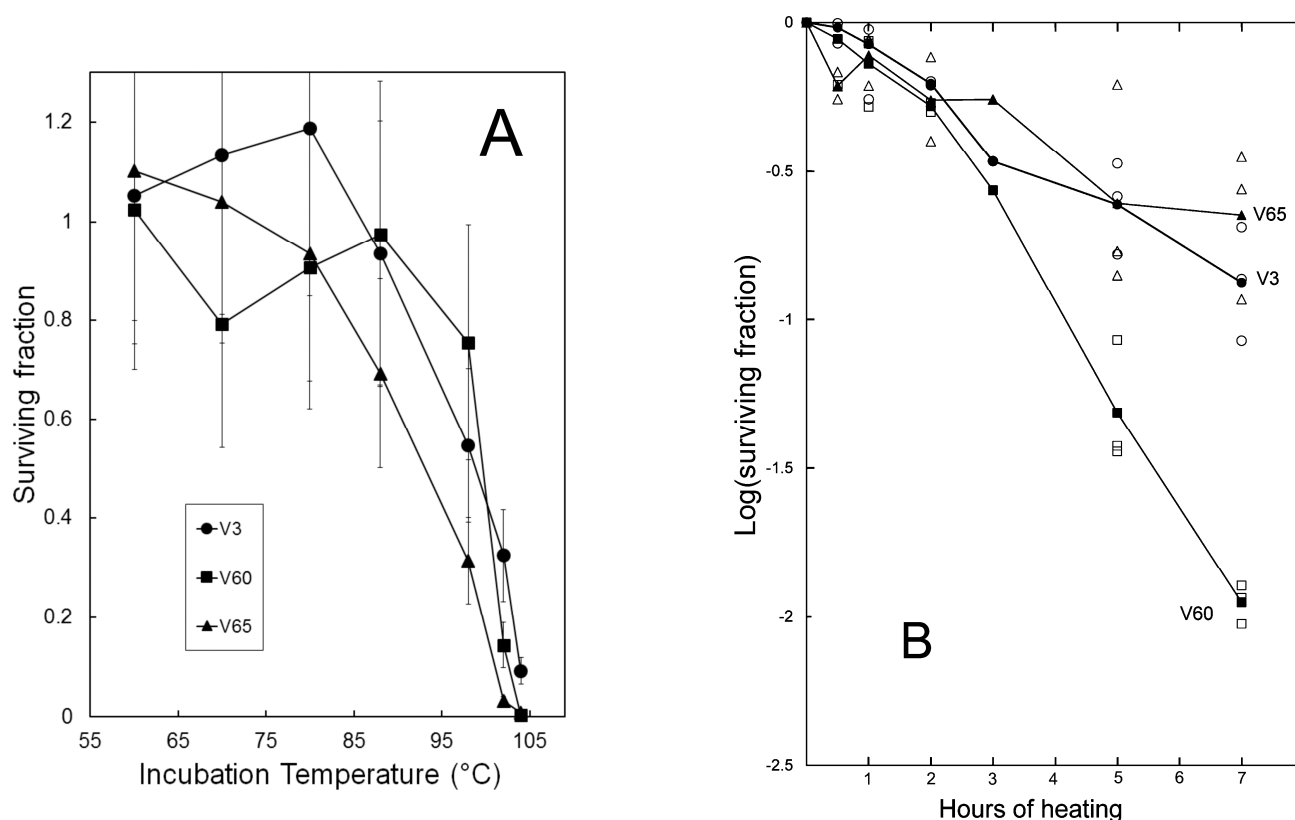 A
1.2
1
0.8
0.6
0.4
0.2
0
Surviving fraction
V3
V60
V65
55 65 75 85 95 105
Incubation Temperature (°C)
0
-0.5
-1
-1.5
-2
-2.5
Log(surviving fraction)
V65
V3
V60
B
1 2 3 4 5 6 7
Hours of heating